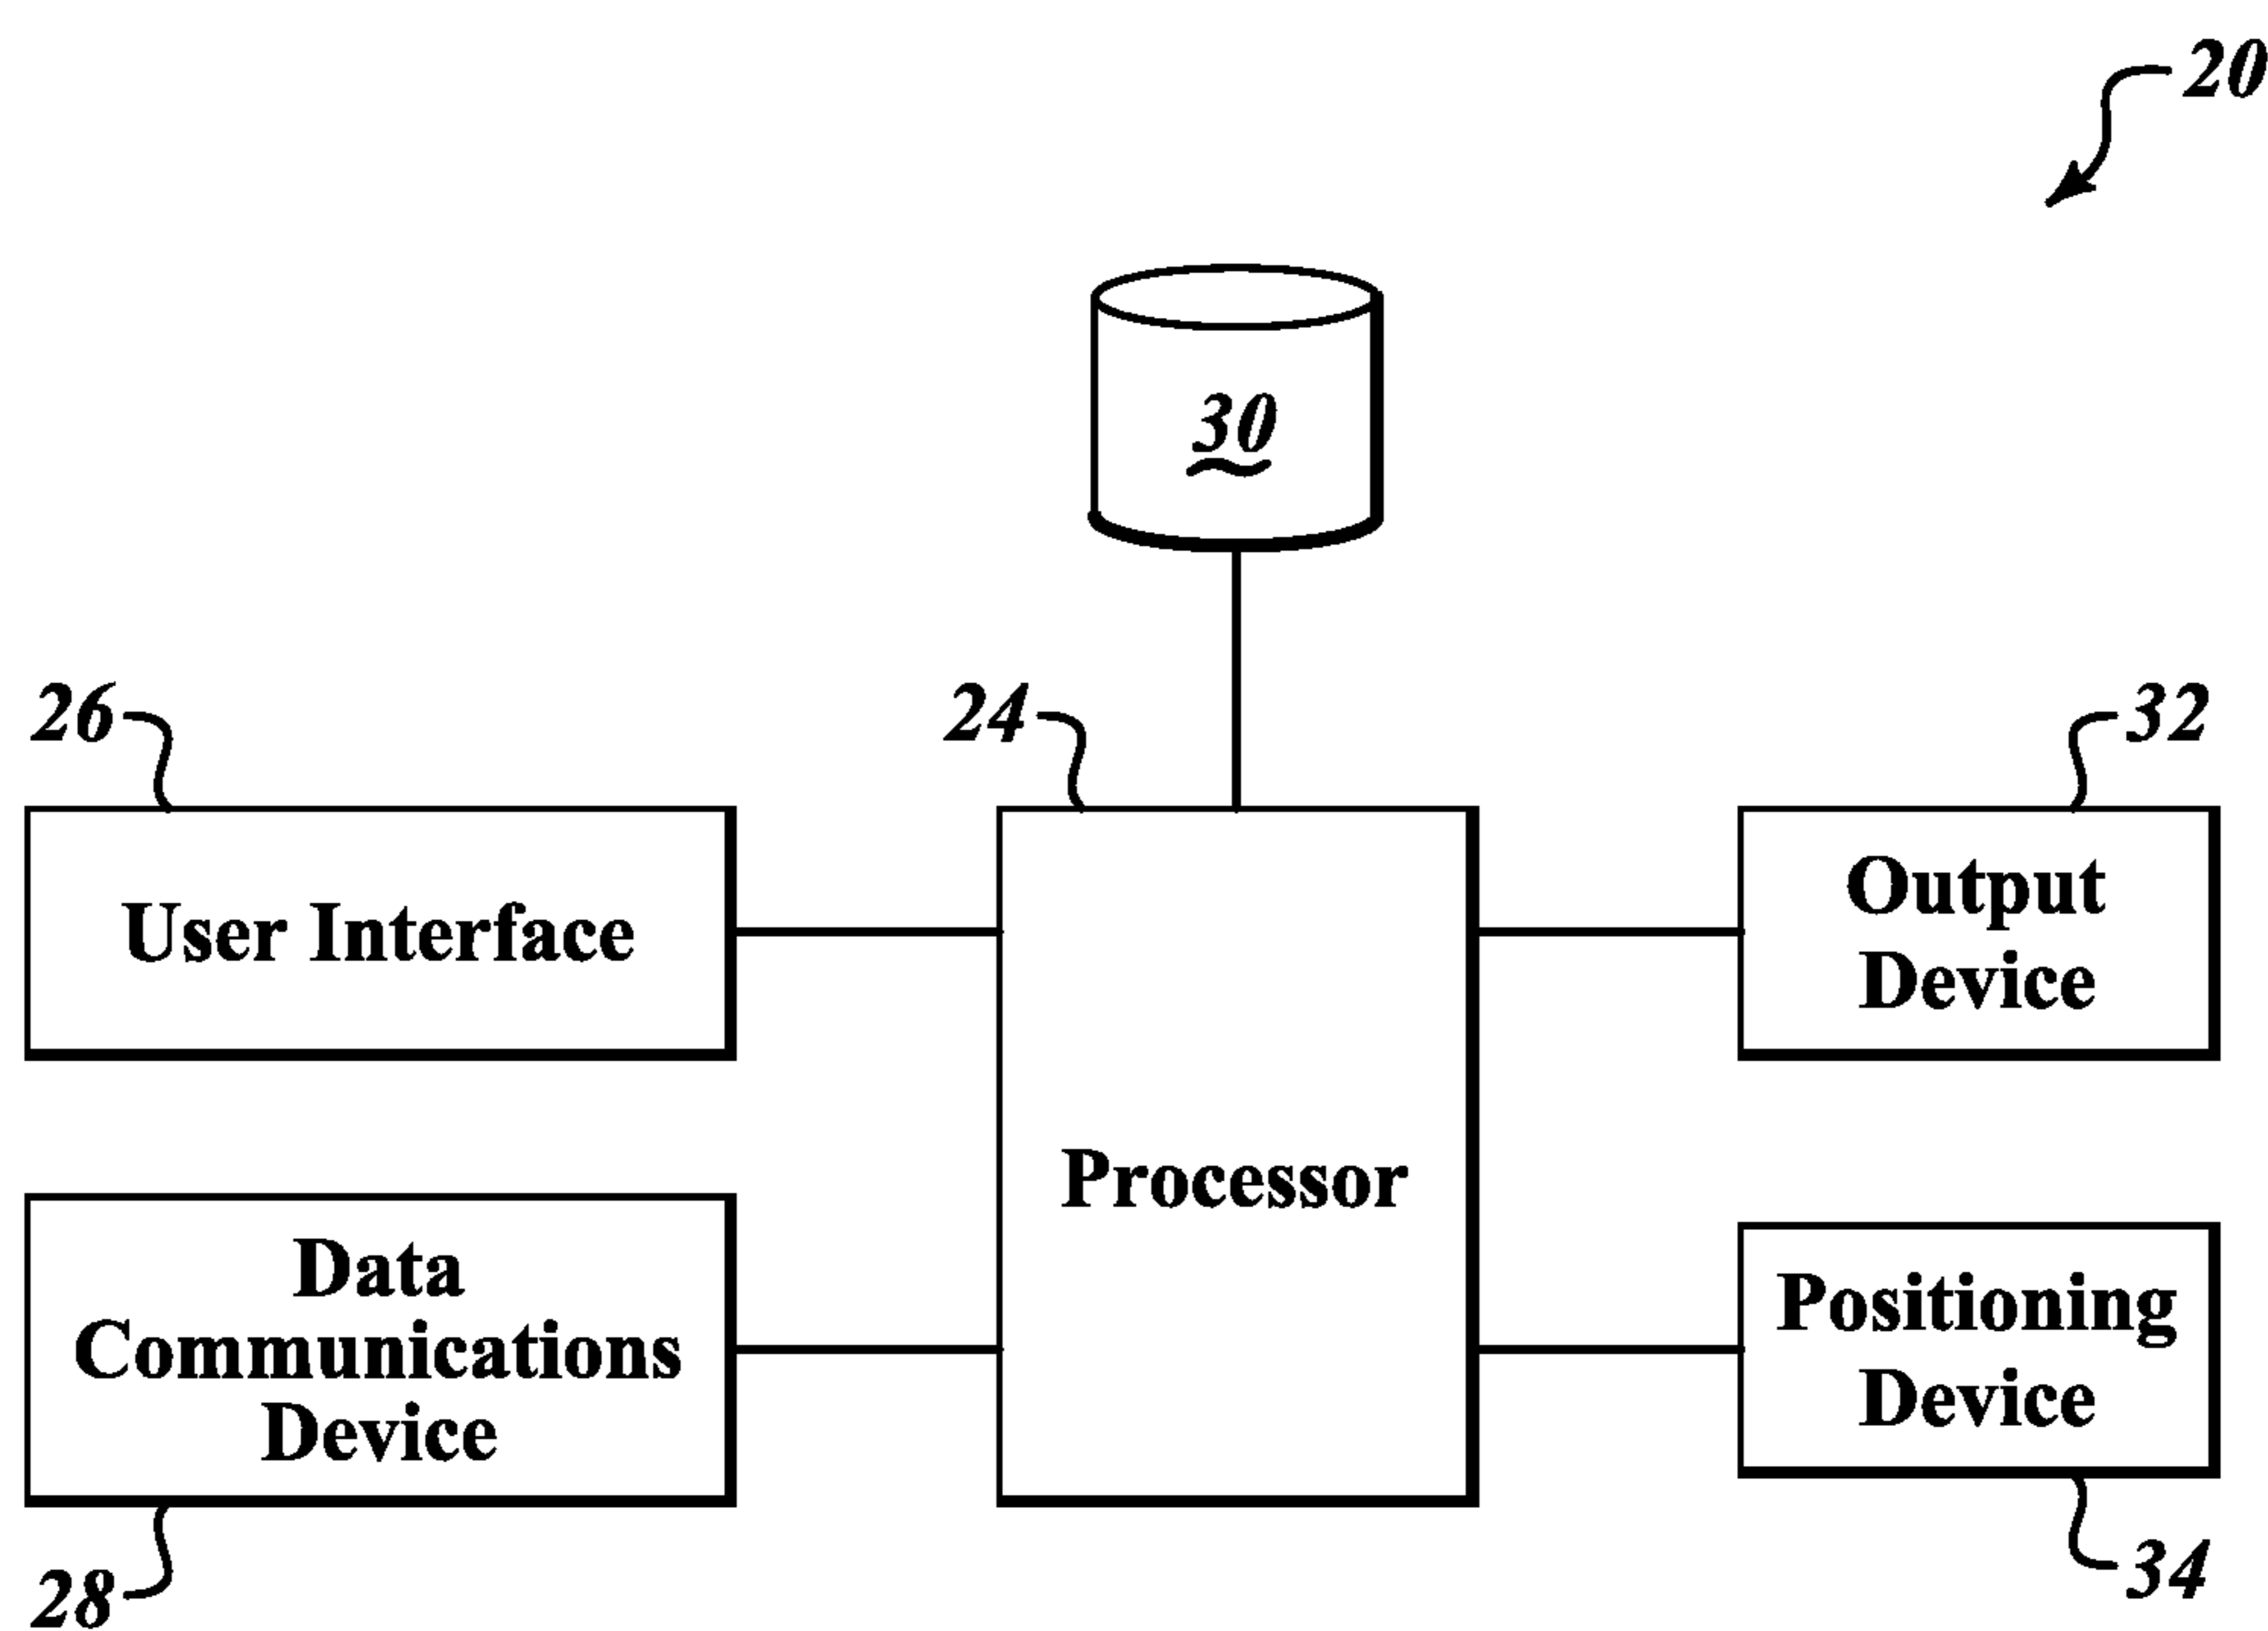 20
30
26
24
32
User Interface
Output
Device
Processor
Data
Communications
Device
Positioning
Device
28
34